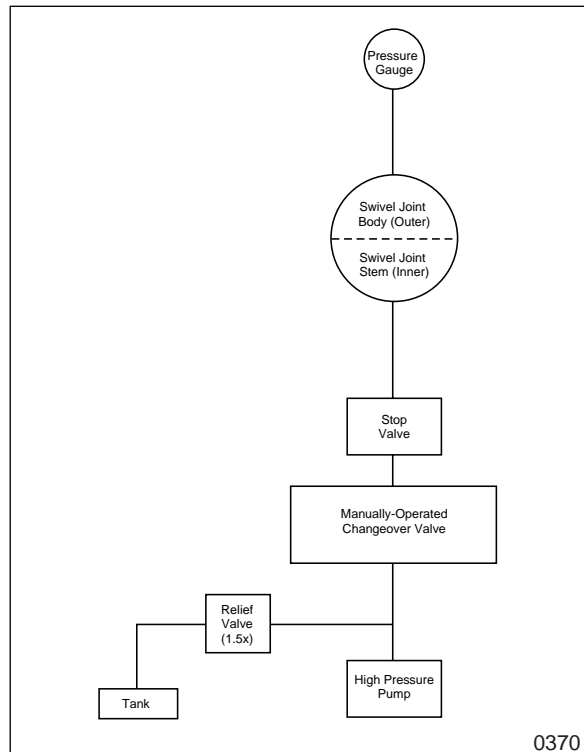 Pressure
Gauge
Swivel Joint
Body (Outer)
Swivel Joint
Stem (Inner)
Stop
Valve
Manually-Operated
Changeover Valve
Relief
Valve
(1.5x)
High Pressure
Pump
Tank
0370